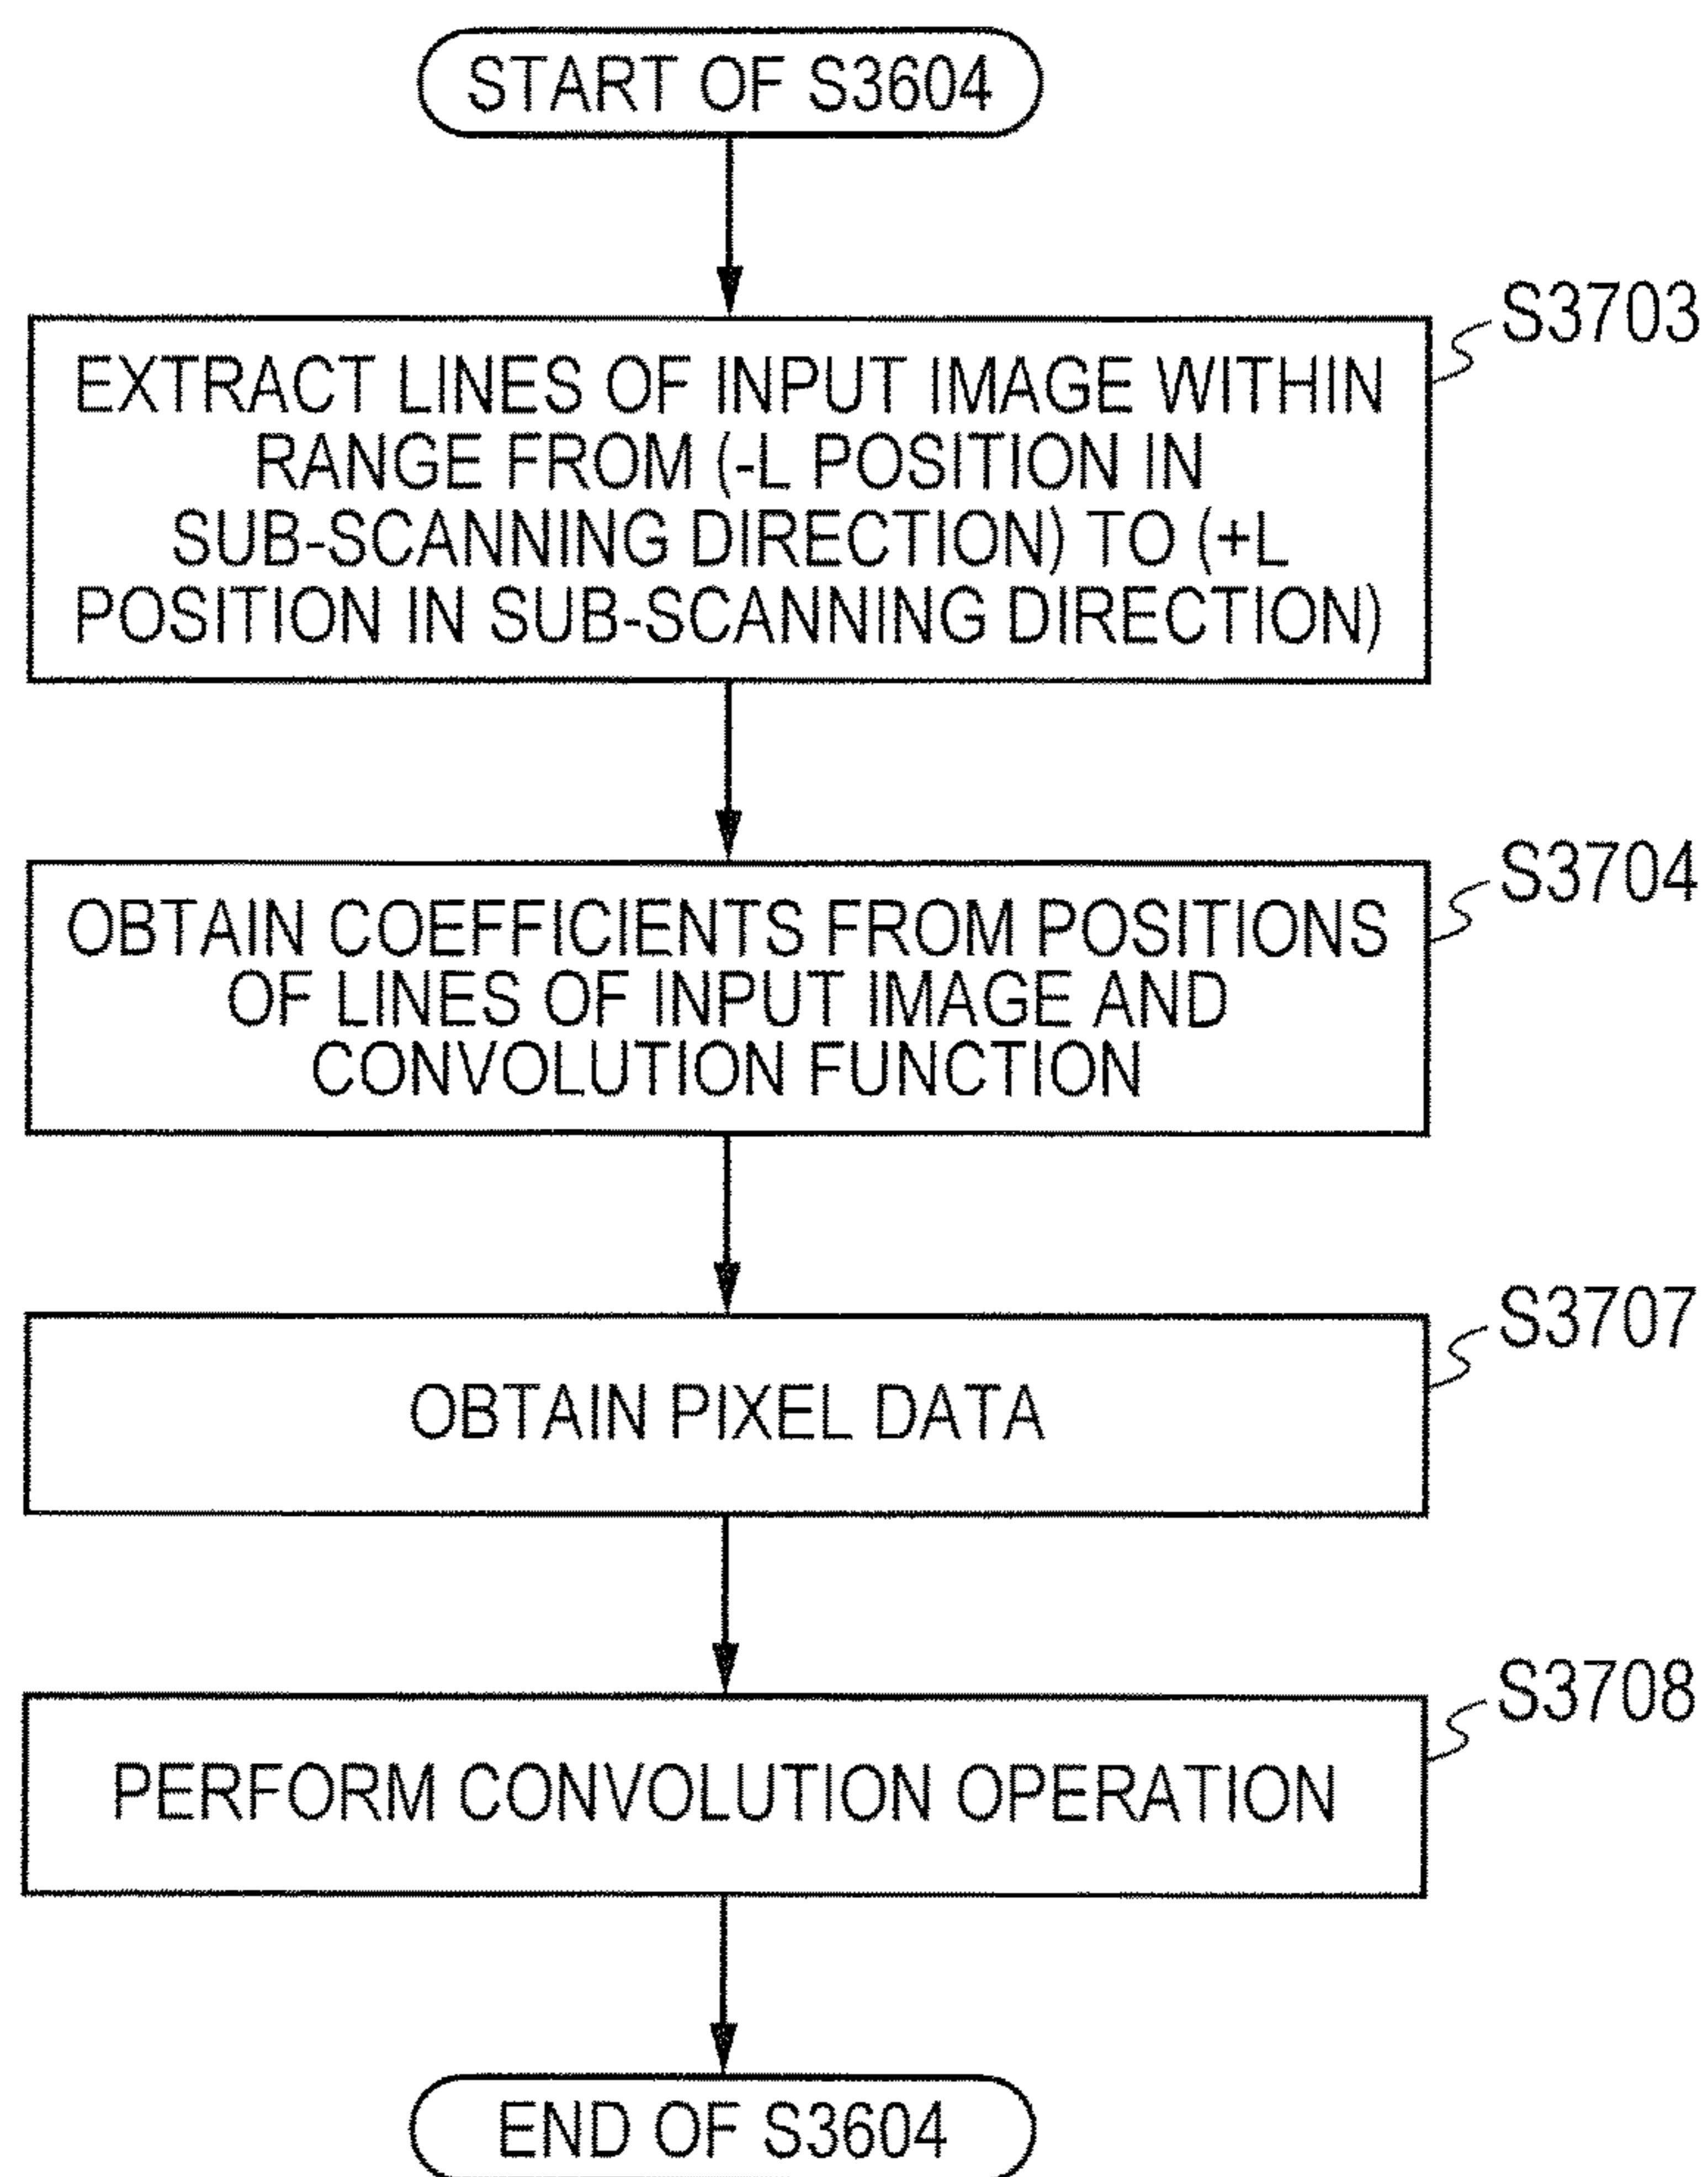 START OF S3604
S3703
EXTRACT LINES OF INPUT IMAGE WITHIN
RANGE FROM (-L POSITION IN
SUB-SCANNING DIRECTION) TO (+L
POSITION IN SUB-SCANNING DIRECTION)
S3704
OBTAIN COEFFICIENTS FROM POSITIONS
OF LINES OF INPUT IMAGE AND
CONVOLUTION FUNCTION
S3707
OBTAIN PIXEL DATA
S3708
PERFORM CONVOLUTION OPERATION
END OF S3604